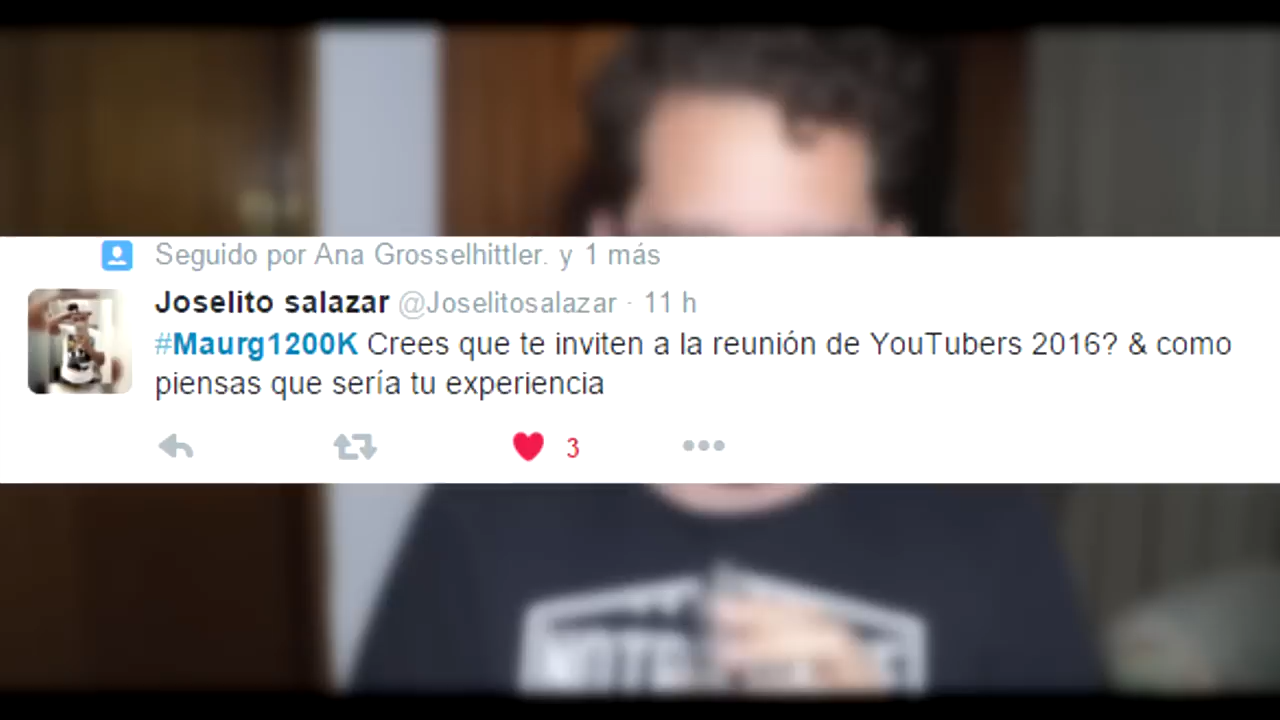 Seguido por Ana Grosselhittler. y 1 más
Joselito salazar @Joselitosalazar · 11 h
#Maurg1200K Crees que te inviten a la reunión de YouTubers 2016? & como
piensas que sería tu experiencia
3